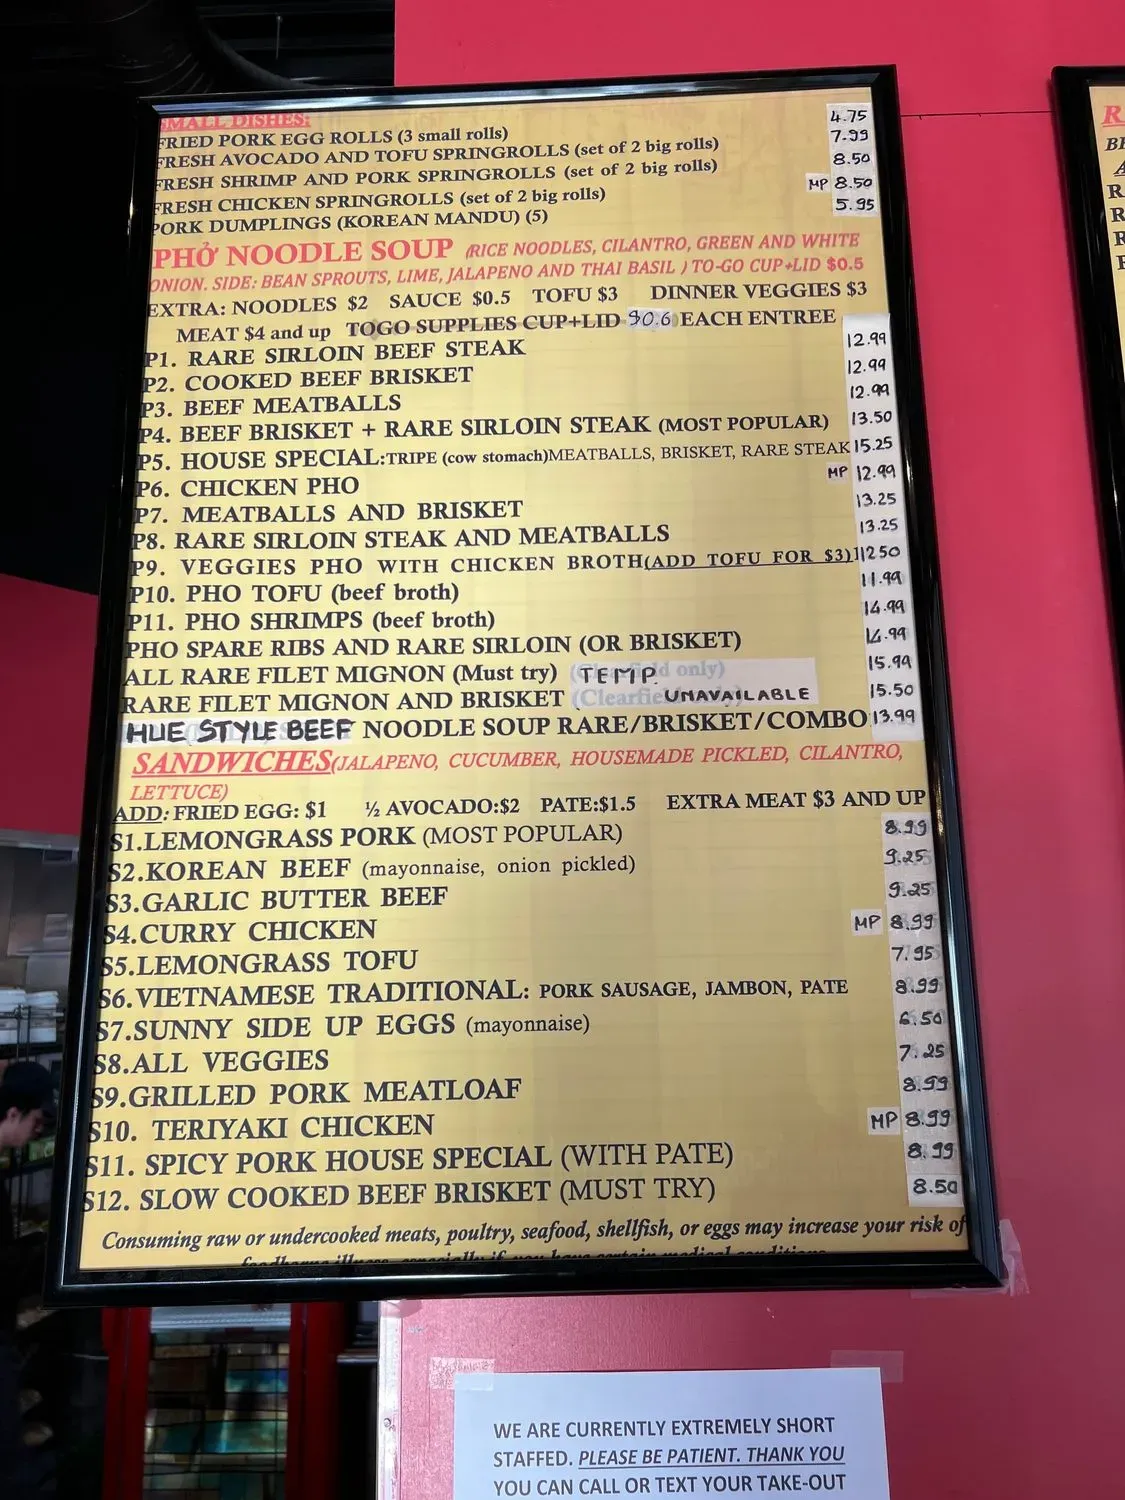 SMALL DISHES:
FRIED PORK EGG ROLLS (3 small rolls) 4.75
FRESH AVOCADO AND TOFU SPRINGROLLS (set of 2 big rolls) 7.99
FRESH SHRIMP AND PORK SPRINGROLLS (set of 2 big rolls) 8.50
FRESH CHICKEN SPRINGROLLS (set of 2 big rolls) MP 8.50
PORK DUMPLINGS (KOREAN MANDU) (5) 5.95
PHỞ NOODLE SOUP (RICE NOODLES, CILANTRO, GREEN AND WHITE
ONION. SIDE: BEAN SPROUTS, LIME, JALAPENO AND THAI BASIL ) TO-GO CUP+LID $0.5
EXTRA: NOODLES $2 SAUCE $0.5 TOFU $3 DINNER VEGGIES $3
MEAT $4 and up TOGO SUPPLIES CUP+LID $0.6 EACH ENTREE
P1. RARE SIRLOIN BEEF STEAK 12.99
P2. COOKED BEEF BRISKET 12.99
P3. BEEF MEATBALLS 12.99
P4. BEEF BRISKET + RARE SIRLOIN STEAK (MOST POPULAR) 13.50
P5. HOUSE SPECIAL:TRIPE (cow stomach)MEATBALLS, BRISKET, RARE STEAK 15.25
P6. CHICKEN PHO MP 12.99
P7. MEATBALLS AND BRISKET 13.25
P8. RARE SIRLOIN STEAK AND MEATBALLS 13.25
P9. VEGGIES PHO WITH CHICKEN BROTH(ADD TOFU FOR $3) 12.50
P10. PHO TOFU (beef broth) 11.99
P11. PHO SHRIMPS (beef broth) 14.99
PHO SPARE RIBS AND RARE SIRLOIN (OR BRISKET) 14.99
ALL RARE FILET MIGNON (Must try) (Clearfield only) TEMP. 15.99
RARE FILET MIGNON AND BRISKET (Clearfield only) UNAVAILABLE 15.50
HUE STYLE BEEF NOODLE SOUP RARE/BRISKET/COMBO 13.99
SANDWICHES(JALAPENO, CUCUMBER, HOUSEMADE PICKLED, CILANTRO,
LETTUCE)
ADD: FRIED EGG: $1 ½ AVOCADO:$2 PATE:$1.5 EXTRA MEAT $3 AND UP
S1.LEMONGRASS PORK (MOST POPULAR) 8.99
S2.KOREAN BEEF (mayonnaise, onion pickled) 9.25
S3.GARLIC BUTTER BEEF 9.25
S4.CURRY CHICKEN MP 8.99
S5.LEMONGRASS TOFU 7.95
S6.VIETNAMESE TRADITIONAL: PORK SAUSAGE, JAMBON, PATE 8.99
S7.SUNNY SIDE UP EGGS (mayonnaise) 6.50
S8.ALL VEGGIES 7.25
S9.GRILLED PORK MEATLOAF 8.99
S10. TERIYAKI CHICKEN MP 8.99
S11. SPICY PORK HOUSE SPECIAL (WITH PATE) 8.99
S12. SLOW COOKED BEEF BRISKET (MUST TRY) 8.50
Consuming raw or undercooked meats, poultry, seafood, shellfish, or eggs may increase your risk of
foodborne illness, especially if you have certain medical conditions
WE ARE CURRENTLY EXTREMELY SHORT
STAFFED. PLEASE BE PATIENT. THANK YOU
YOU CAN CALL OR TEXT YOUR TAKE-OUT